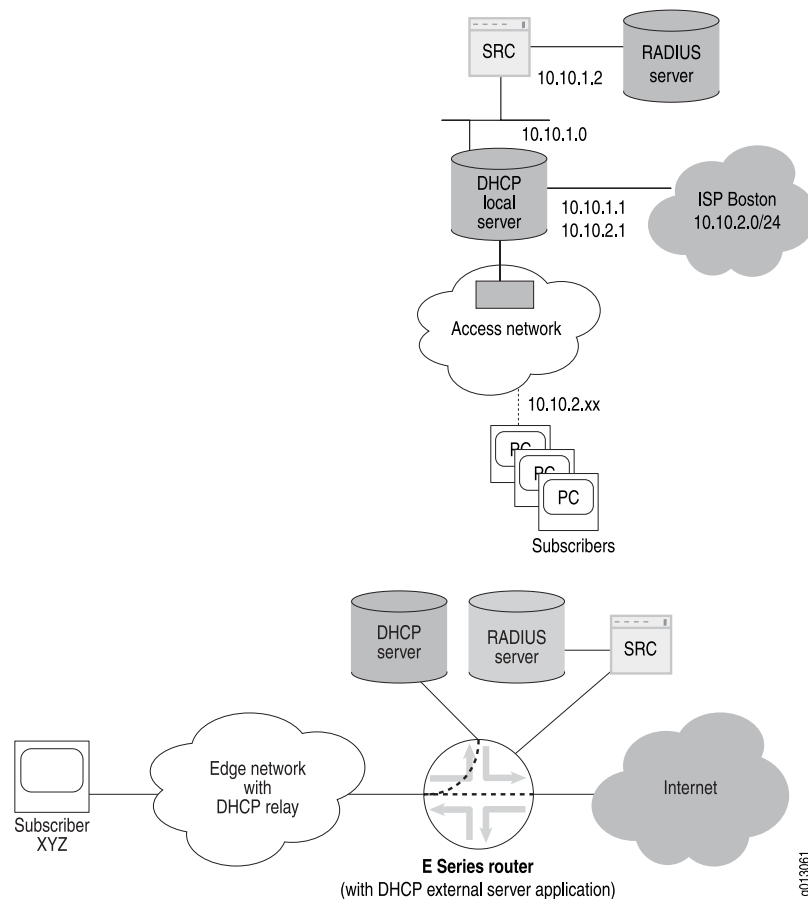 SRC
RADIUS
server
10.10.1.2
10.10.1.0
DHCP
local
server
10.10.1.1
10.10.2.1
ISP Boston
10.10.2.0/24
Access network
10.10.2.xx
PC
PC
PC
Subscribers
DHCP
server
RADIUS
server
SRC
Edge network
with
DHCP relay
Internet
Subscriber
XYZ
E Series router
(with DHCP external server application)
g013061